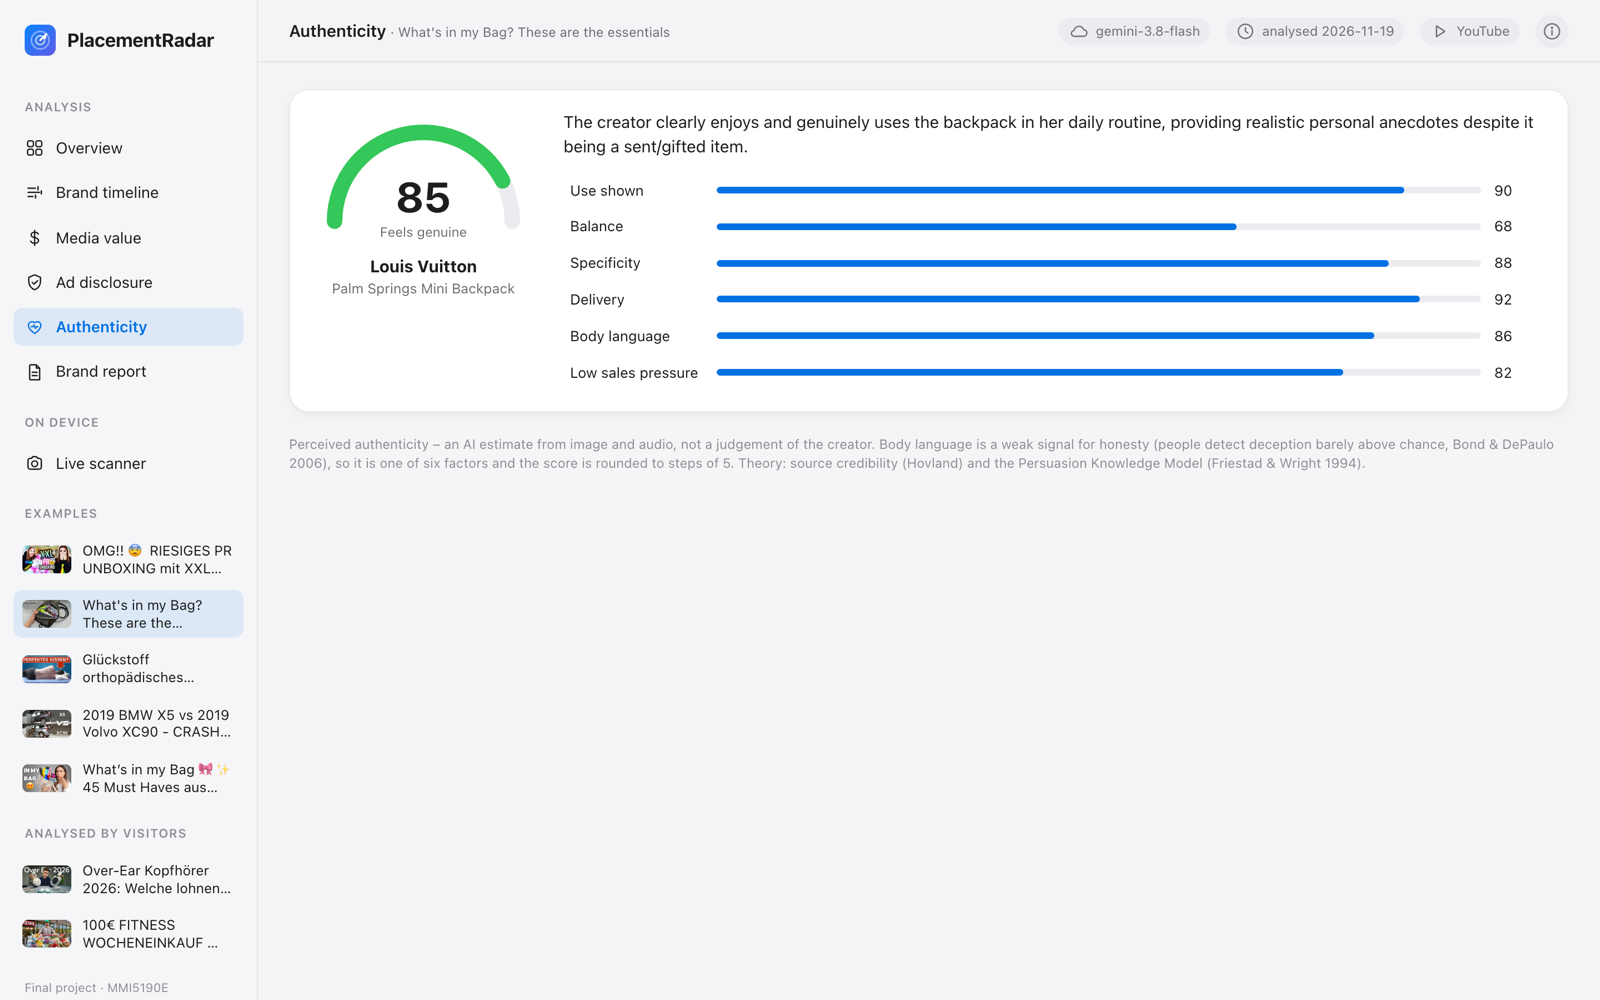 PlacementRadar
ANALYSIS
Overview
Brand timeline
Media value
Ad disclosure
Authenticity
Brand report
ON DEVICE
Live scanner
EXAMPLES
OMG!! 😨 RIESIGES PR
UNBOXING mit XXL...
What's in my Bag?
These are the...
Glückstoff
orthopädisches...
2019 BMW X5 vs 2019
Volvo XC90 - CRASH...
What's in my Bag 🎀 ✨
45 Must Haves aus...
ANALYSED BY VISITORS
Over-Ear Kopfhörer
2026: Welche lohnen...
100€ FITNESS
WOCHENEINKAUF ...
Final project · MMI5190E
Authenticity · What's in my Bag? These are the essentials
gemini-3.8-flash
analysed 2026-11-19
YouTube
85
Feels genuine
Louis Vuitton
Palm Springs Mini Backpack
The creator clearly enjoys and genuinely uses the backpack in her daily routine, providing realistic personal anecdotes despite it
being a sent/gifted item.
Use shown 90
Balance 68
Specificity 88
Delivery 92
Body language 86
Low sales pressure 82
Perceived authenticity – an AI estimate from image and audio, not a judgement of the creator. Body language is a weak signal for honesty (people detect deception barely above chance, Bond & DePaulo
2006), so it is one of six factors and the score is rounded to steps of 5. Theory: source credibility (Hovland) and the Persuasion Knowledge Model (Friestad & Wright 1994).